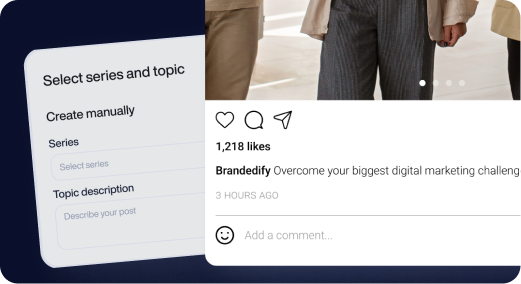 Select series and topic
Create manually
Series
Select series
Topic description
Describe your post
1,218 likes
Brandedify Overcome your biggest digital marketing challeng
3 HOURS AGO
Add a comment...